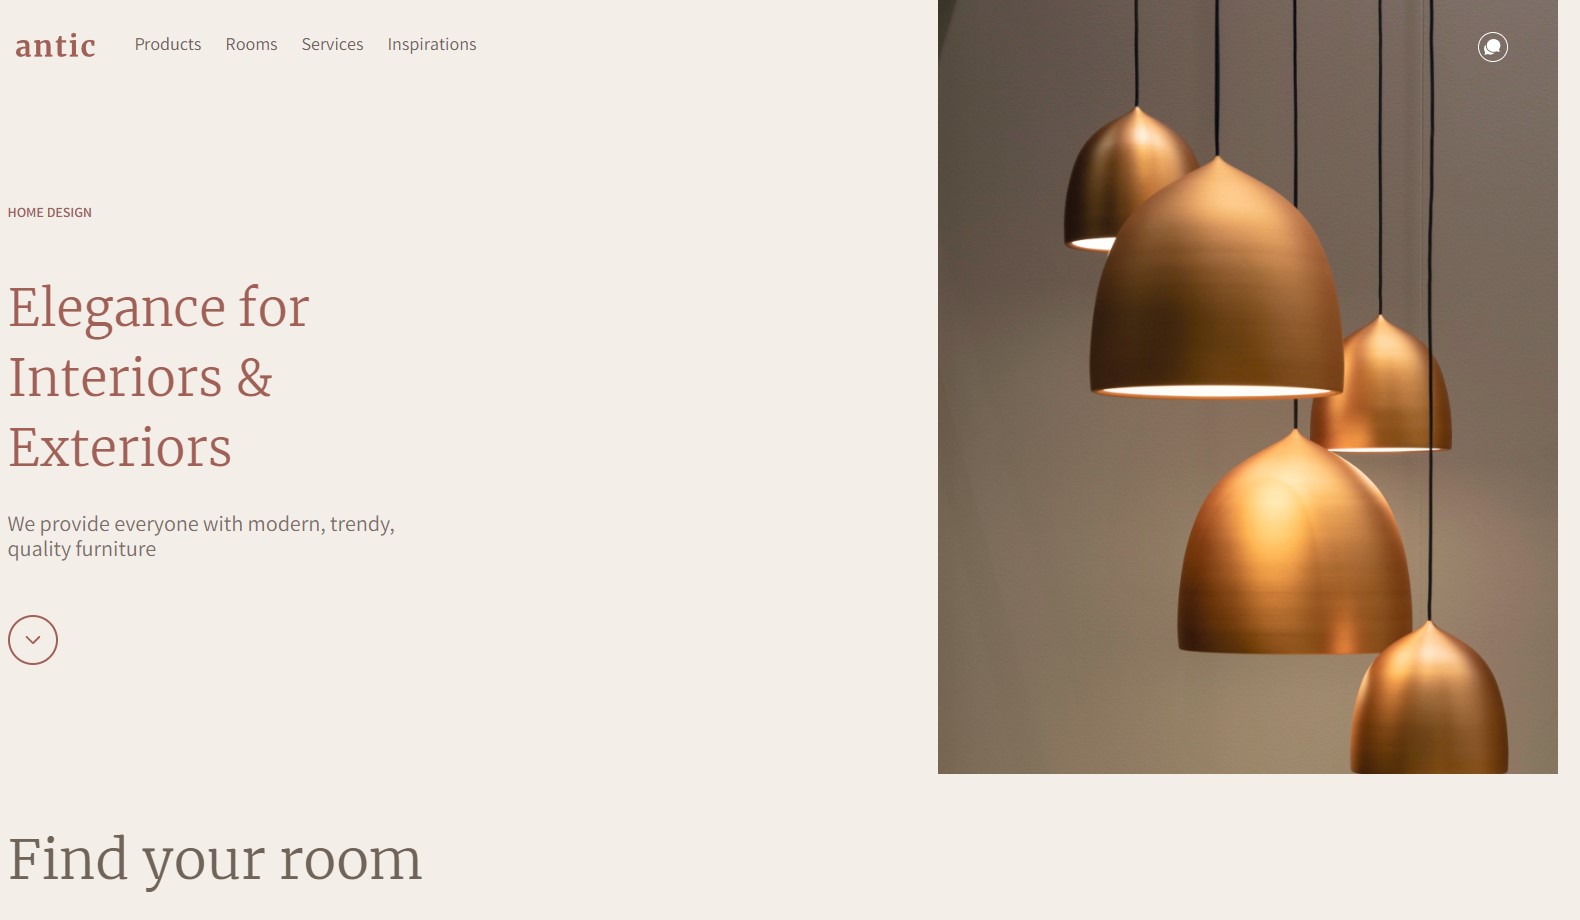 antic
Products Rooms Services Inspirations
HOME DESIGN
Elegance for
Interiors &
Exteriors
We provide everyone with modern, trendy,
quality furniture
Find your room